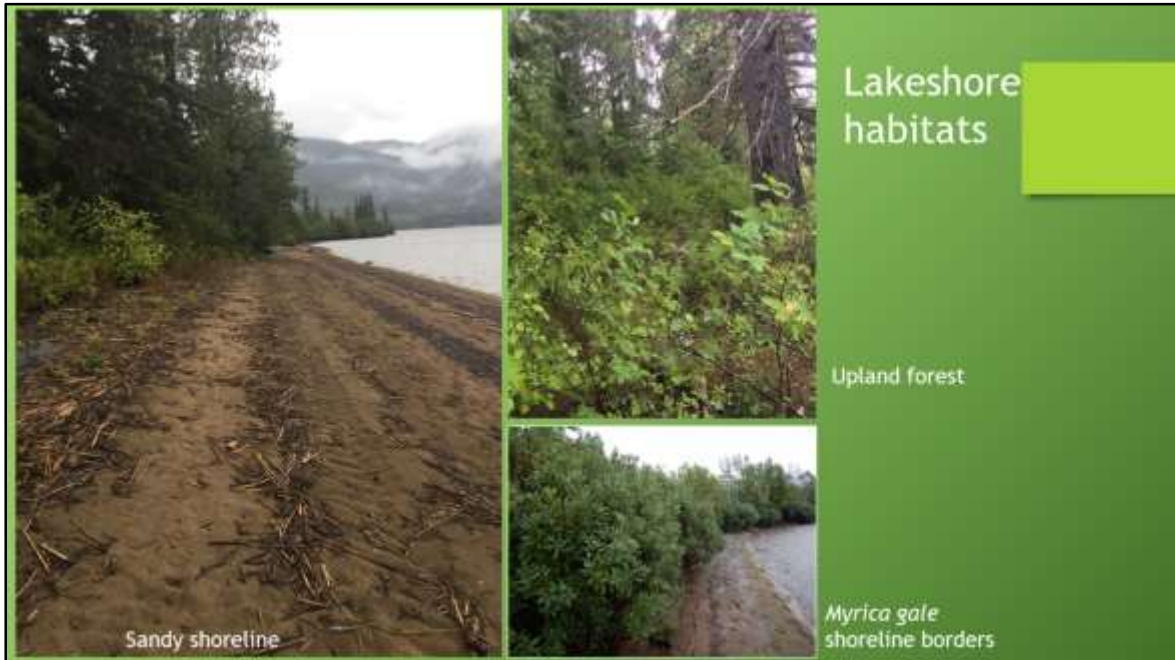 Lakeshore
habitats
Upland forest
Sandy shoreline
Myrica gale
shoreline borders